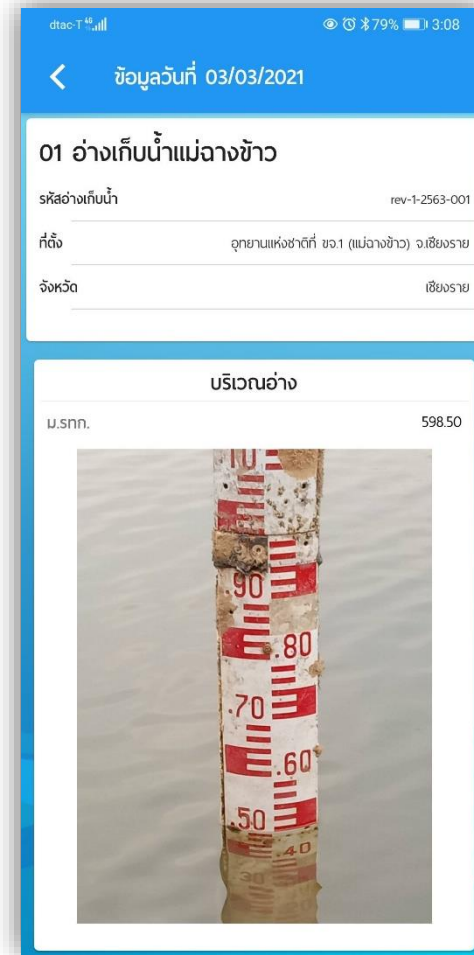 dtac-T 4G 79% 3:08
ข้อมูลวันที่ 03/03/2021
01 อ่างเก็บน้ำแม่ฉางข้าว
รหัสอ่างเก็บน้ำ rev-1-2563-001
ที่ตั้ง อุทยานแห่งชาติที่ ขจ.1 (แม่ฉางข้าว) จ.เชียงราย
จังหวัด เชียงราย
บริเวณอ่าง
ม.รทก. 598.50
10
.90
.80
.70
.60
.50
.40
30